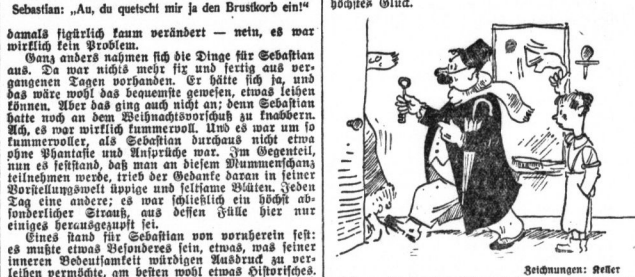 Sebastian: „Au, du quetscht mir ja den Brustkorb ein!“
damals figürlich kaum verändert — nein, es war
wirklich kein Problem.
Ganz anders nahmen sich die Dinge für Sebastian
aus. Da war nichts mehr fix und fertig aus ver-
gangenen Tagen vorhanden. Er hätte sich ja, und
das wäre wohl das bequemste gewesen, etwas leihen
können. Aber das ging auch nicht an; denn Sebastian
hatte noch an dem Weihnachtsvorschuß zu knabbern.
Ach, es war wirklich kummervoll. Und es war um so
kummervoller, als Sebastian durchaus nicht etwa
ohne Phantasie und Ansprüche war. Im Gegenteil,
nun es feststand, daß man an diesem Mummenschanz
teilnehmen werde, trieb der Gedanke daran in seiner
Vorstellungswelt üppige und seltsame Blüten. Jeden
Tag eine andere; es war schließlich ein höchst ab-
sonderlicher Strauß, aus dessen Fülle hier nur
einiges herausgezupft sei.
Eines stand für Sebastian von vornherein fest:
es mußte etwas Besonderes sein, etwas, was seiner
inneren Bedeutsamkeit würdigen Ausdruck zu ver-
leihen vermochte, am besten wohl etwas Historisches.
höchstes Glück.
Zeichnungen: Keller